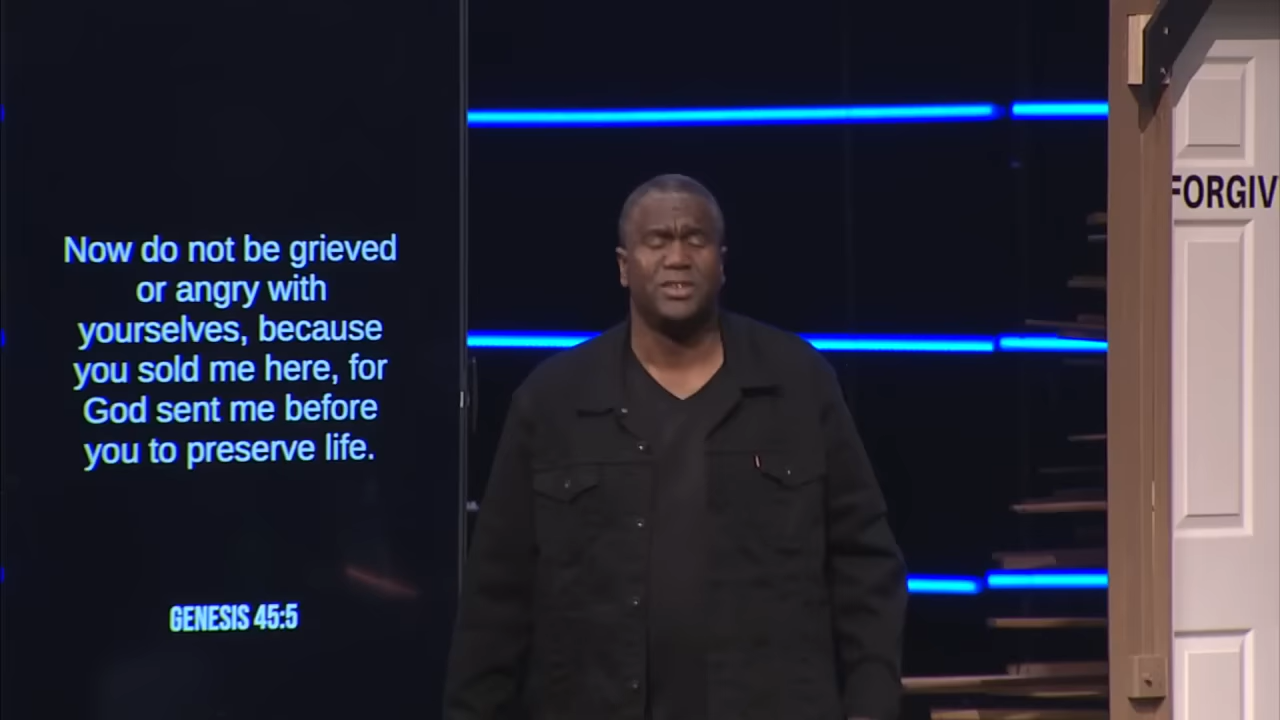 Now do not be grieved
or angry with
yourselves, because
you sold me here, for
God sent me before
you to preserve life.
GENESIS 45:5
FORGIV